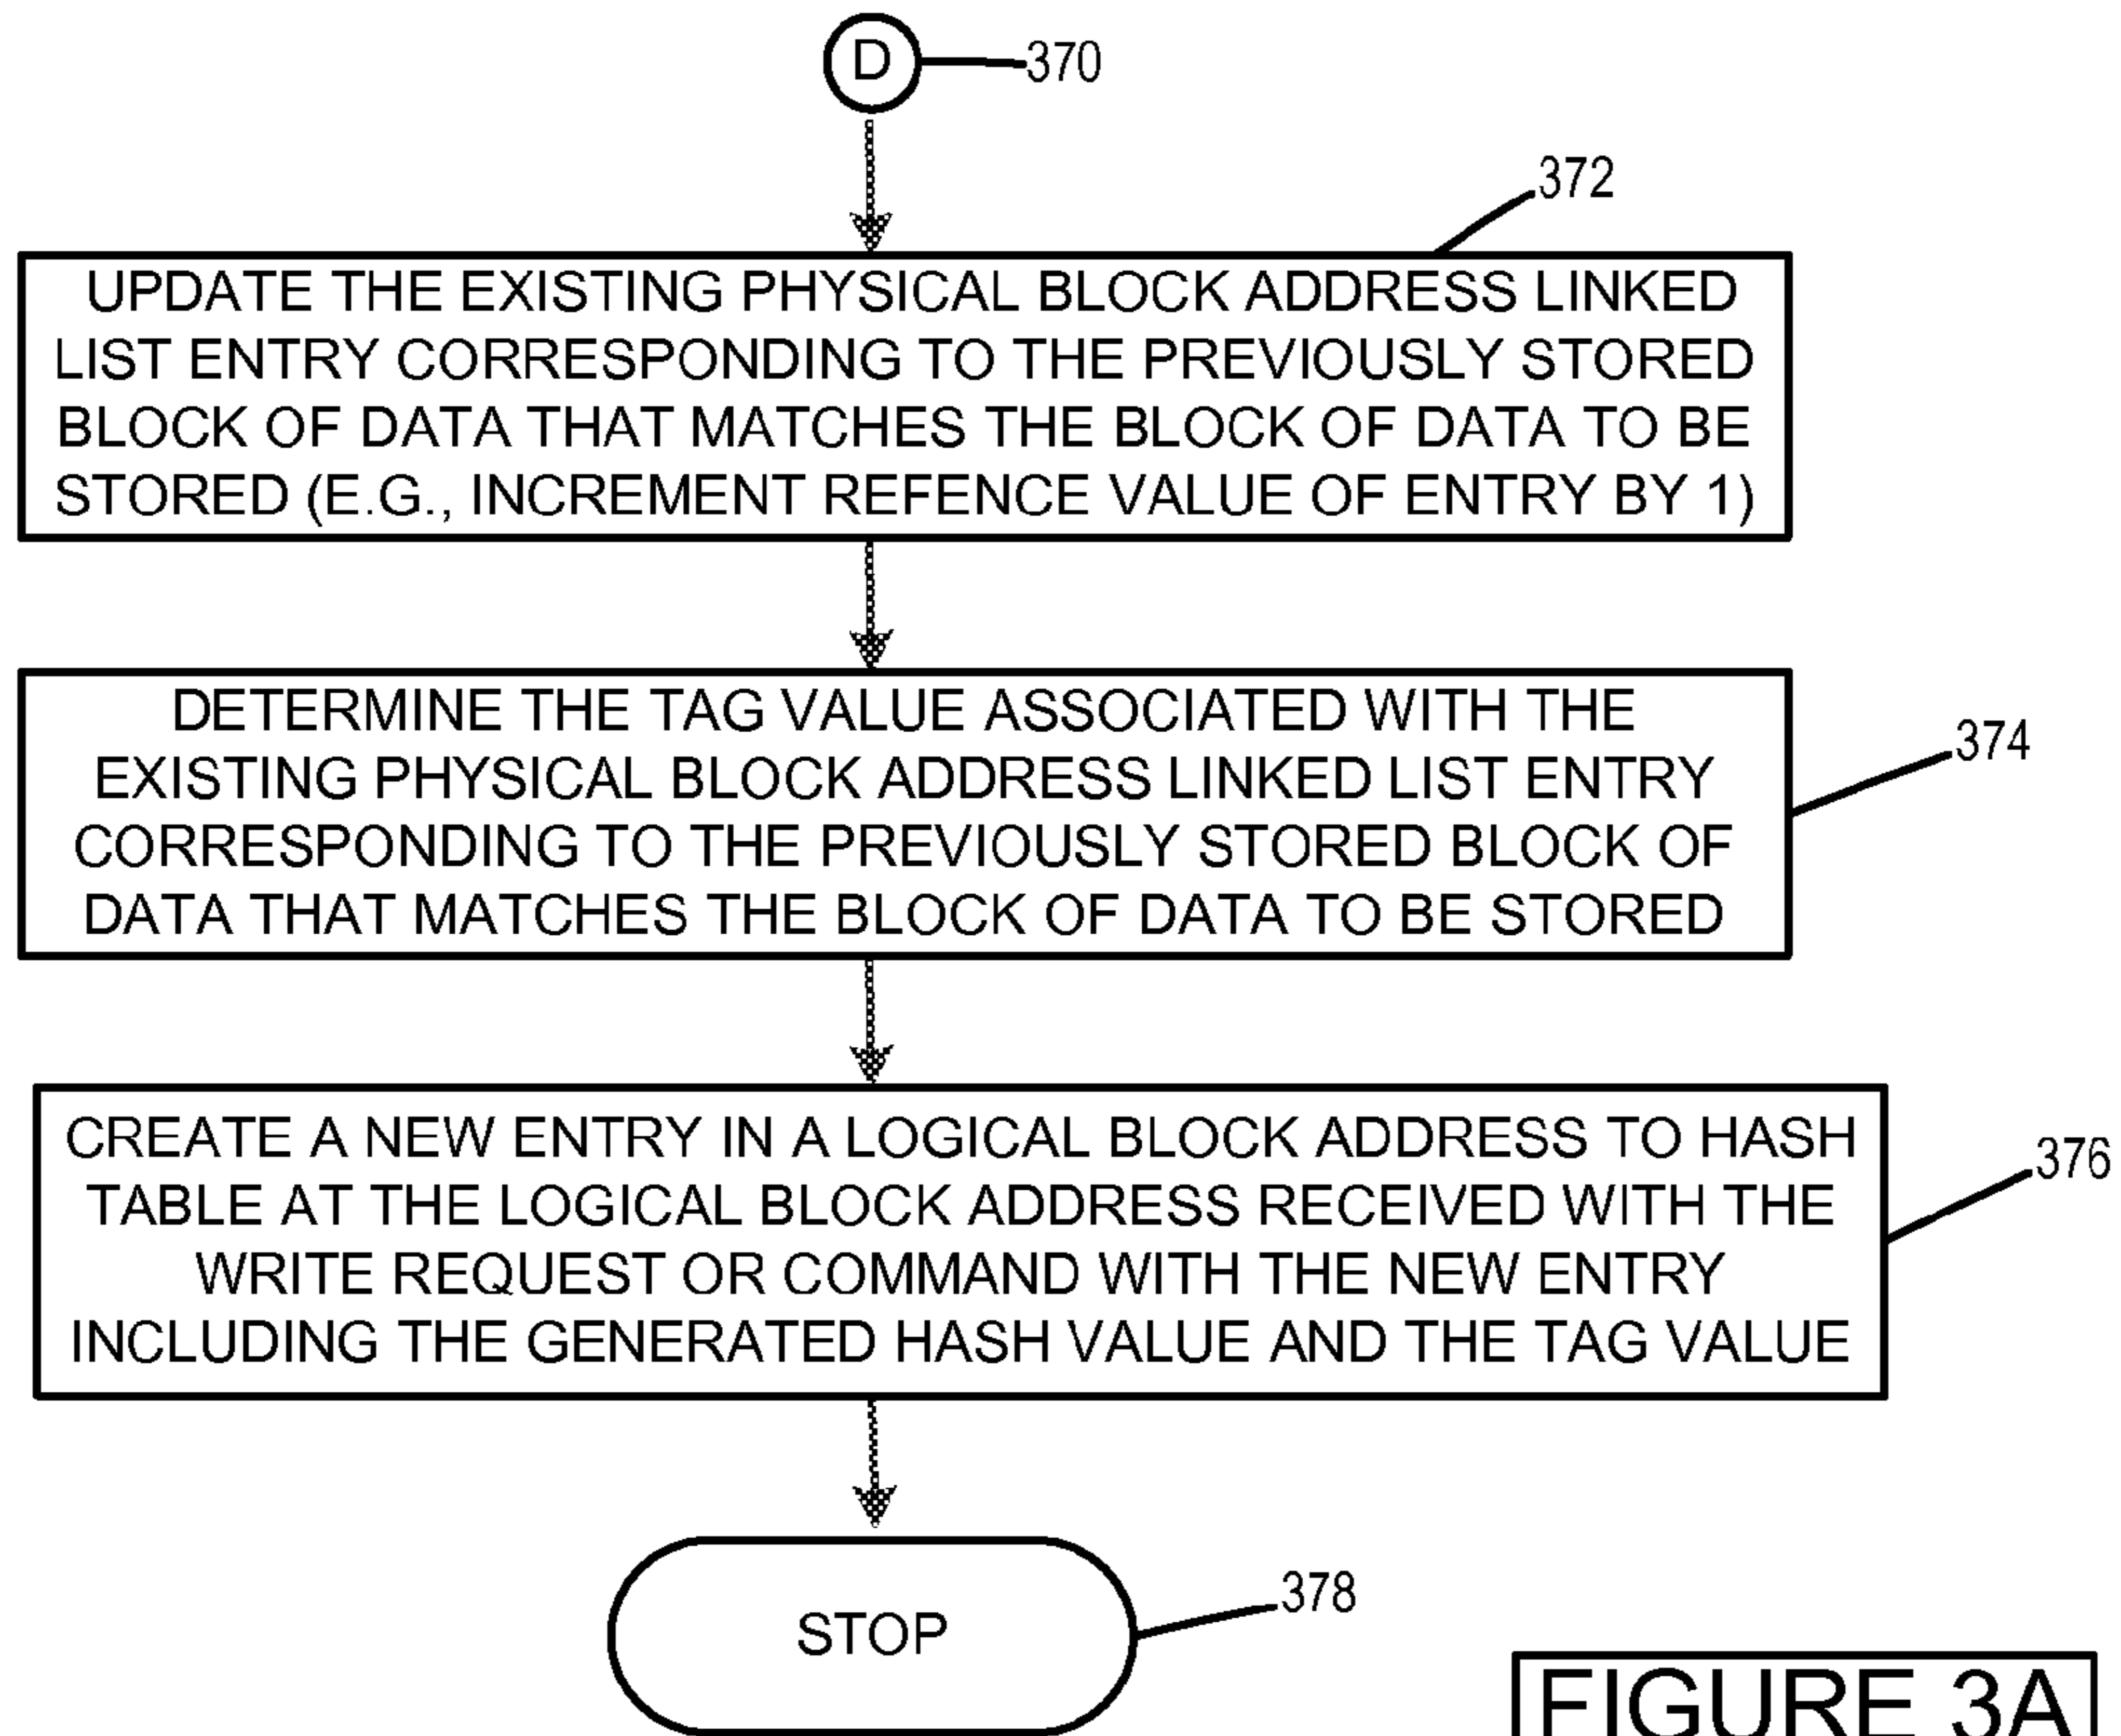 D
370
372
UPDATE THE EXISTING PHYSICAL BLOCK ADDRESS LINKED
LIST ENTRY CORRESPONDING TO THE PREVIOUSLY STORED
BLOCK OF DATA THAT MATCHES THE BLOCK OF DATA TO BE
STORED (E.G., INCREMENT REFENCE VALUE OF ENTRY BY 1)
DETERMINE THE TAG VALUE ASSOCIATED WITH THE
EXISTING PHYSICAL BLOCK ADDRESS LINKED LIST ENTRY
CORRESPONDING TO THE PREVIOUSLY STORED BLOCK OF
DATA THAT MATCHES THE BLOCK OF DATA TO BE STORED
374
CREATE A NEW ENTRY IN A LOGICAL BLOCK ADDRESS TO HASH
TABLE AT THE LOGICAL BLOCK ADDRESS RECEIVED WITH THE
WRITE REQUEST OR COMMAND WITH THE NEW ENTRY
INCLUDING THE GENERATED HASH VALUE AND THE TAG VALUE
376
STOP
378
FIGURE 3A